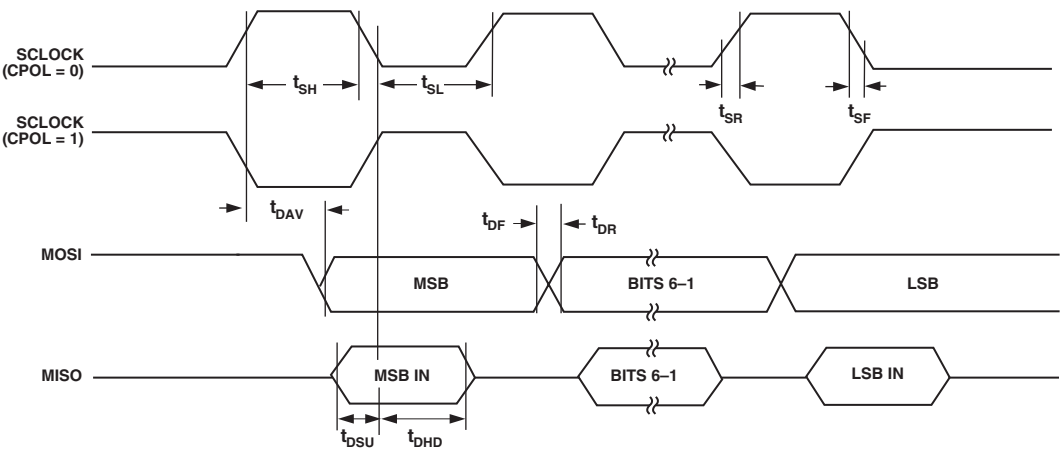 SCLOCK
(CPOL = 0)
tSH
tSL
tSR
tSF
SCLOCK
(CPOL = 1)
tDAV
tDF
tDR
MOSI
MSB
BITS 6–1
LSB
MISO
MSB IN
BITS 6–1
LSB IN
tDSU
tDHD